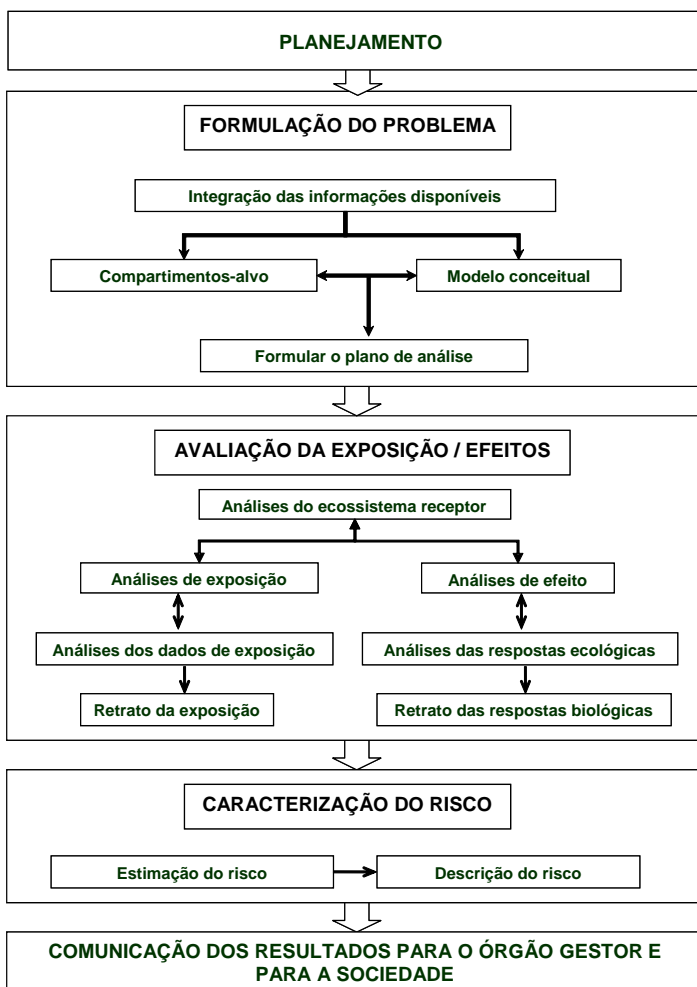 PLANEJAMENTO
FORMULAÇÃO DO PROBLEMA
Integração das informações disponíveis
Compartimentos-alvo
Modelo conceitual
Formular o plano de análise
AVALIAÇÃO DA EXPOSIÇÃO / EFEITOS
Análises do ecossistema receptor
Análises de exposição
Análises de efeito
Análises dos dados de exposição
Análises das respostas ecológicas
Retrato da exposição
Retrato das respostas biológicas
CARACTERIZAÇÃO DO RISCO
Estimação do risco
Descrição do risco
COMUNICAÇÃO DOS RESULTADOS PARA O ÓRGÃO GESTOR E
PARA A SOCIEDADE